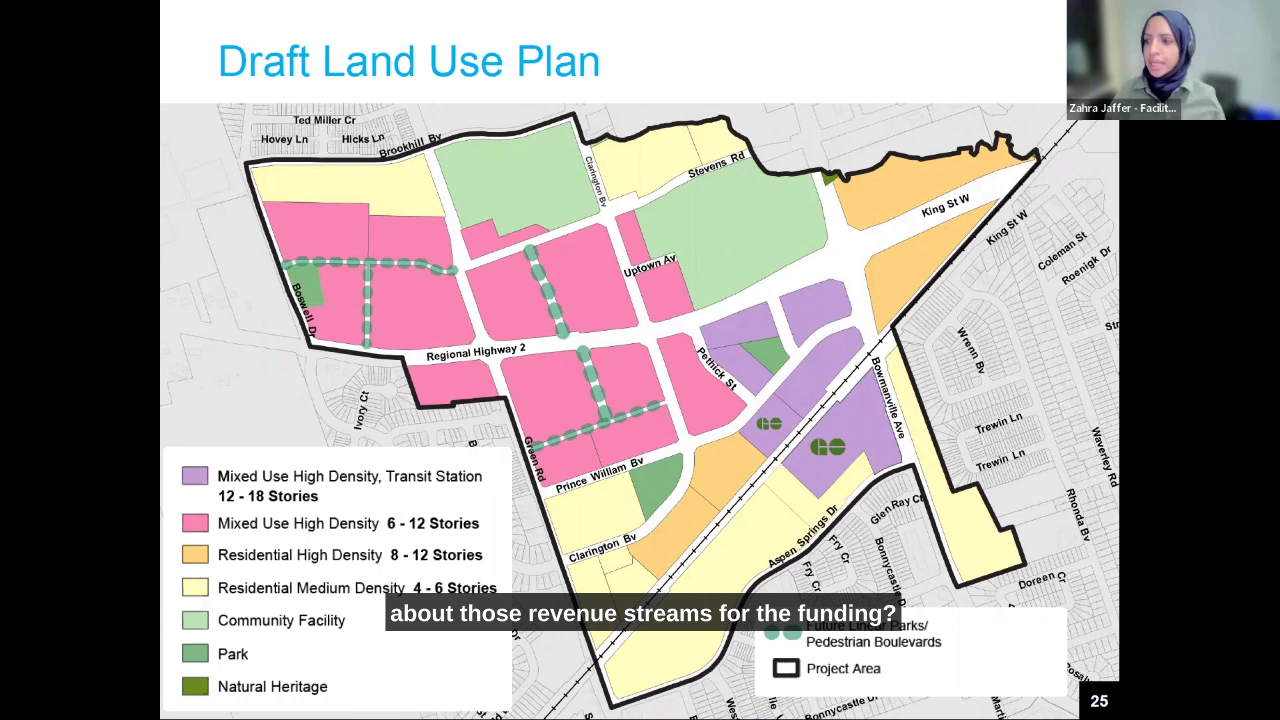 Draft Land Use Plan
Zahra Jaffer - Facilit...
Ted Miller Cr
Hovey Ln
Hicks Ln
Brookhill Bv
Clarington Bv
Stevens Rd
King St W
King St W
Coleman St
Roenigk Dr
Uptown Av
Boswell Dr
Regional Highway 2
Pethick St
Bowmanville Ave
Wrenn Bv
Ivory Ct
Trewin Ln
Trewin Ln
Waverley Rd
Green Rd
Prince William Bv
GO
GO
Glen Ray Ct
Rhonda Bv
Clarington Bv
Aspen Springs Dr
Fry Cr
Fry Cr
Doreen Cr
Mixed Use High Density, Transit Station
12 - 18 Stories
Mixed Use High Density 6 - 12 Stories
Residential High Density 8 - 12 Stories
Residential Medium Density 4 - 6 Stories
about those revenue streams for the funding?
Community Facility
Park
Natural Heritage
Future Linear Parks/
Pedestrian Boulevards
Project Area
Bonnycastle Dr
25